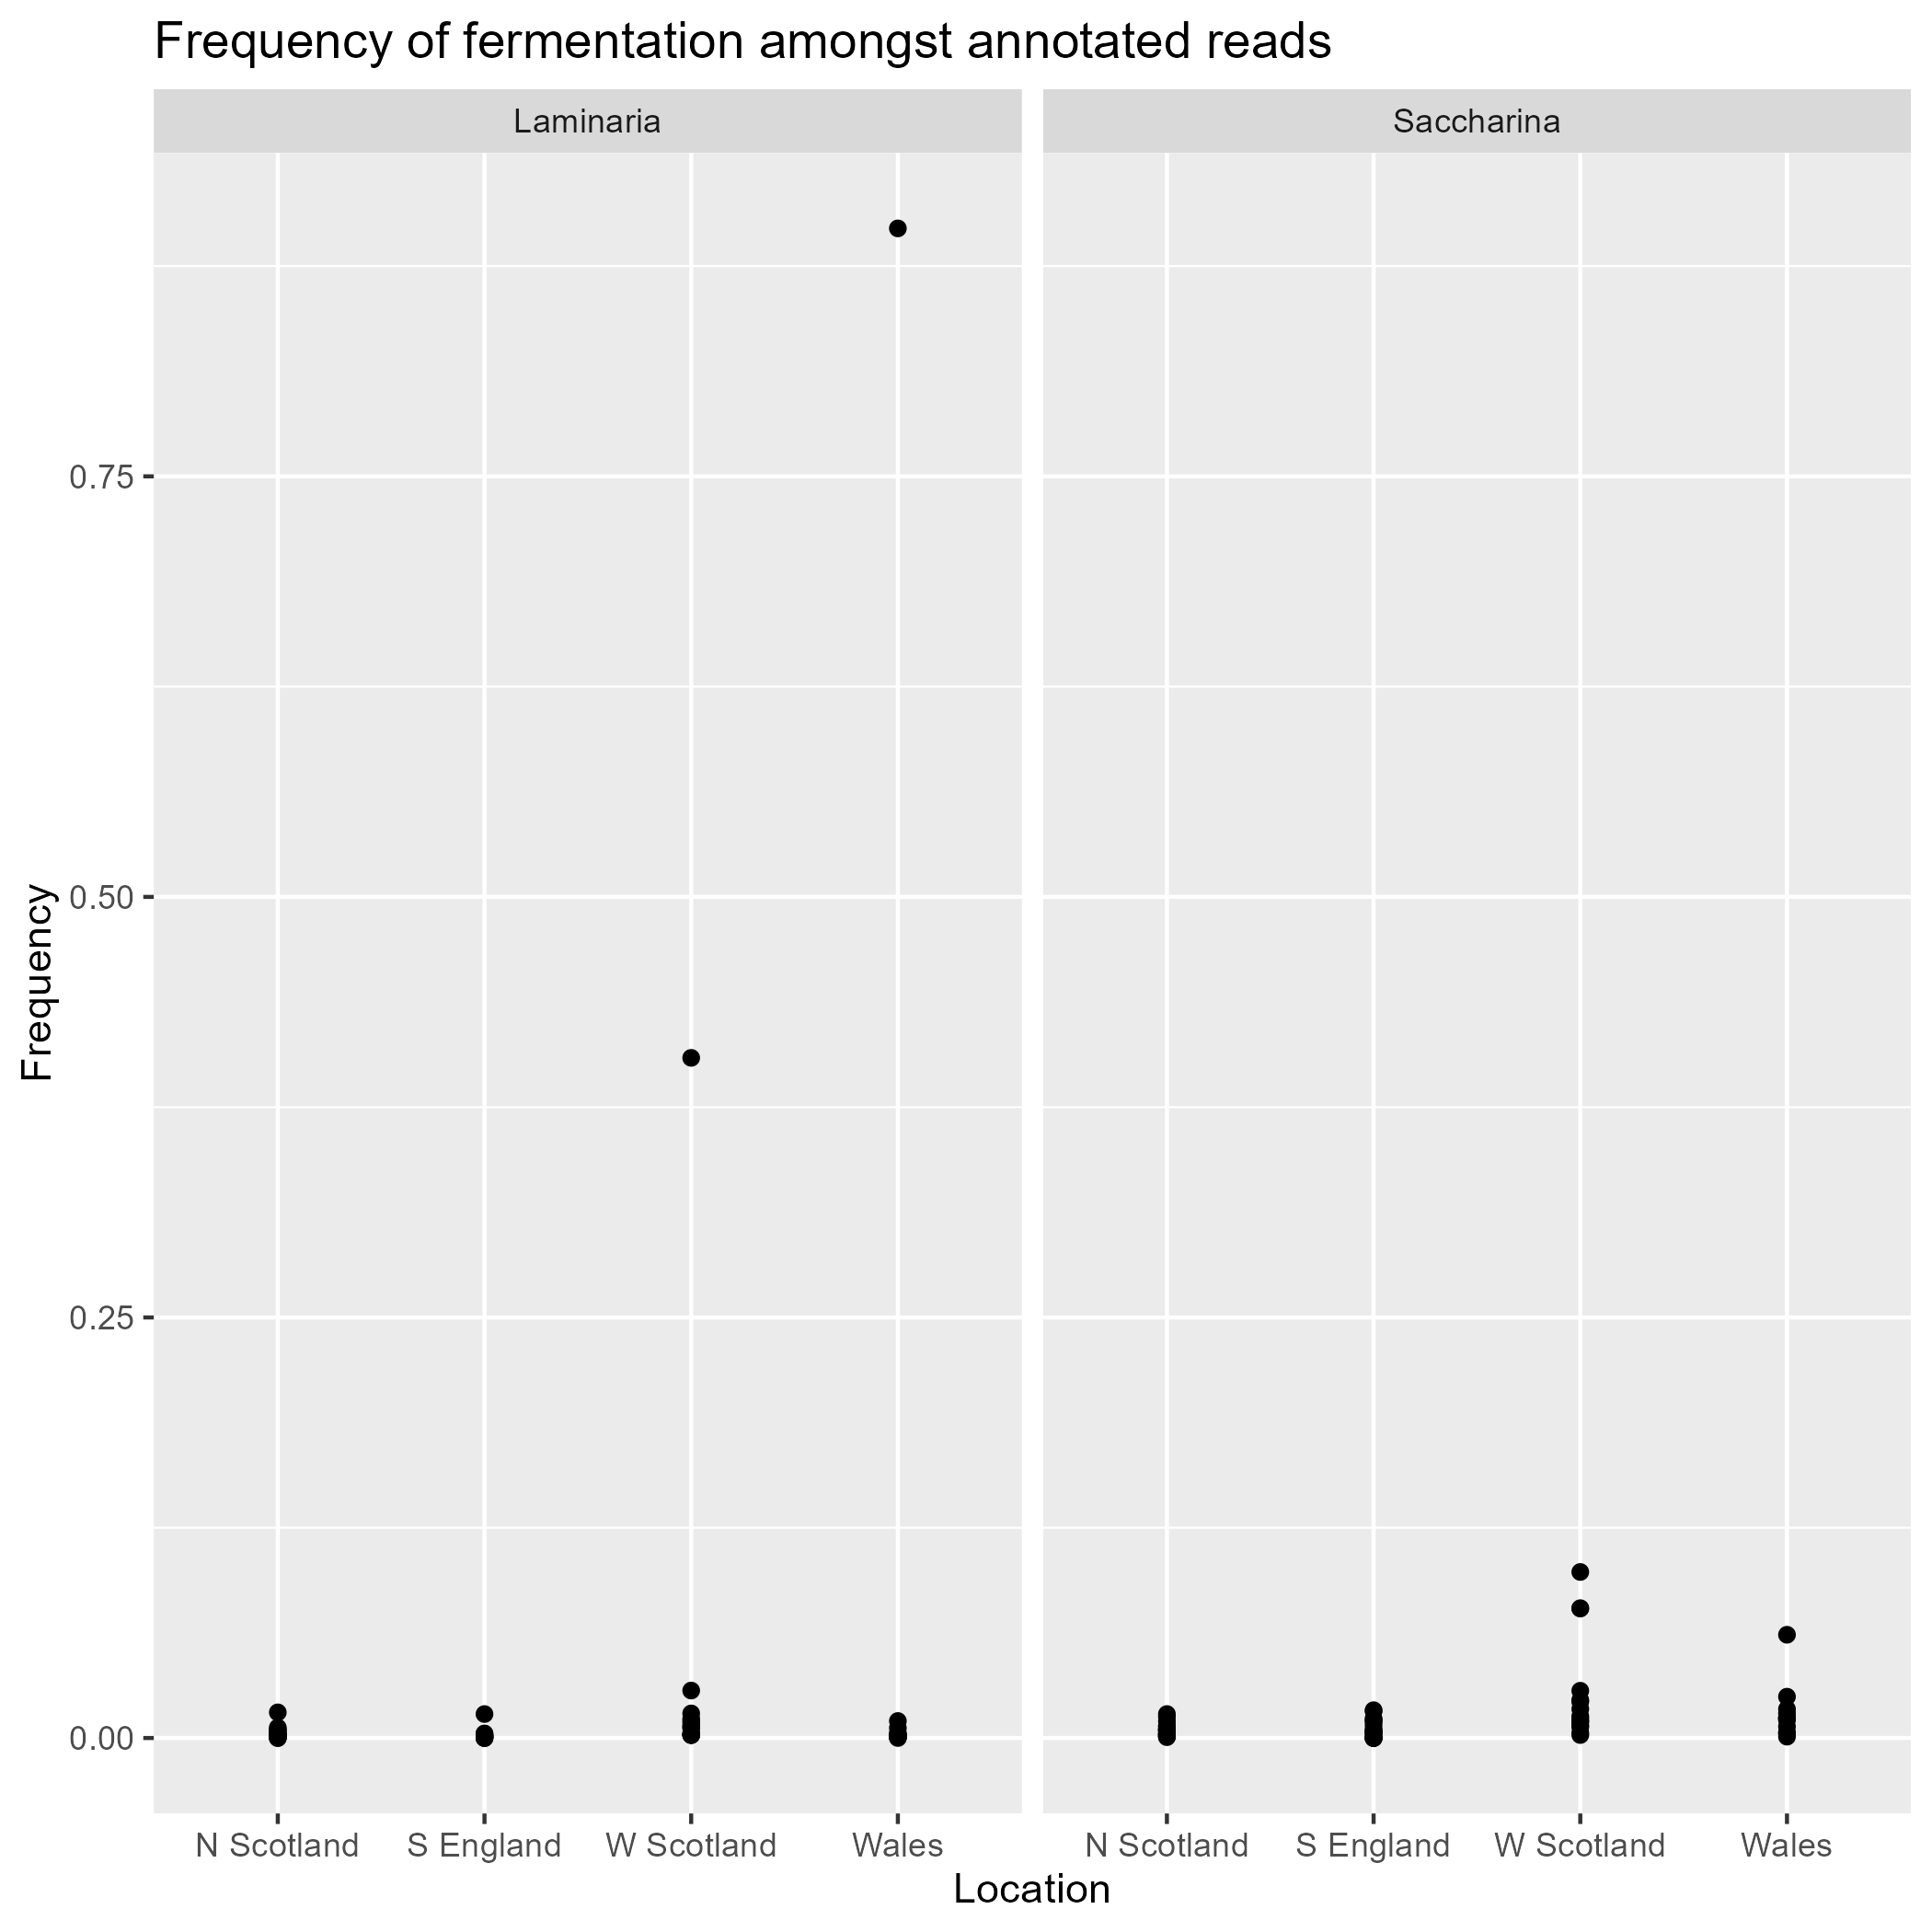 Frequency of fermentation amongst annotated reads
Laminaria
Saccharina
Frequency
0.75
0.50
0.25
0.00
N Scotland S England W Scotland Wales
N Scotland S England W Scotland Wales
Location